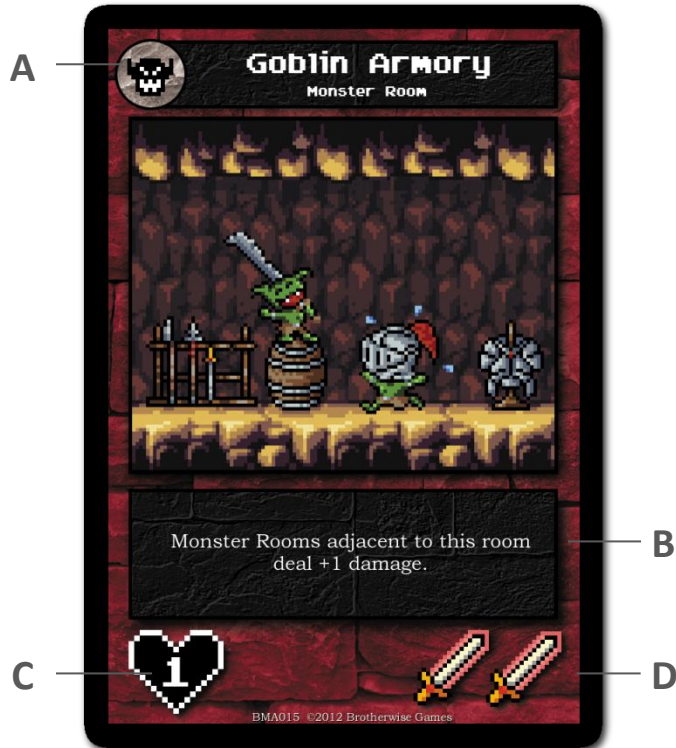 A
Goblin Armory
Monster Room
Monster Rooms adjacent to this room
deal +1 damage.
B
C
1
D
BMA015 ©2012 Brotherwise Games